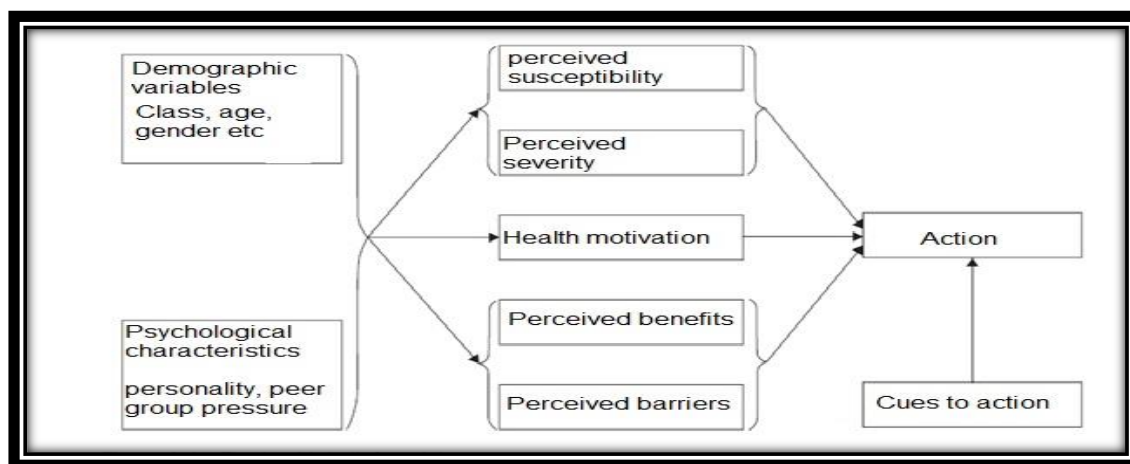 Demographic
variables
Class, age,
gender etc
Psychological
characteristics
personality, peer
group pressure
perceived
susceptibility
Perceived
severity
Health motivation
Perceived benefits
Perceived barriers
Action
Cues to action